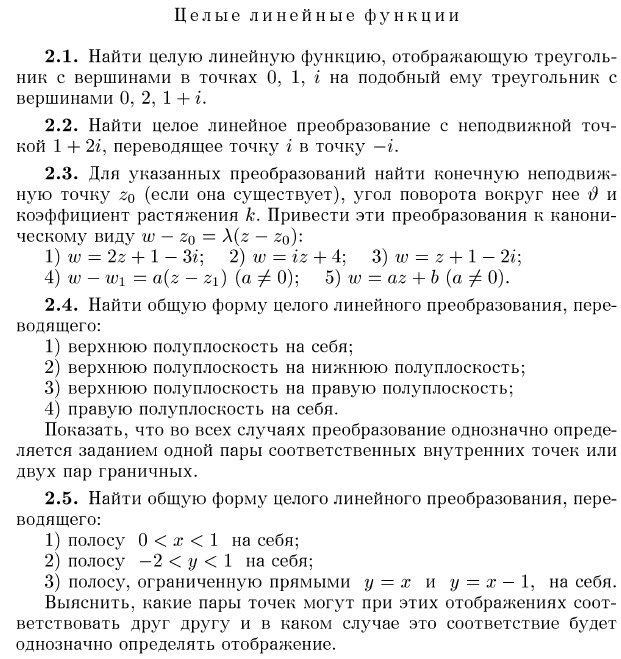 Целые линейные функции
2.1. Найти целую линейную функцию, отображающую треуголь-
ник с вершинами в точках 0, 1, i на подобный ему треугольник с
вершинами 0, 2, 1 + i.
2.2. Найти целое линейное преобразование с неподвижной точ-
кой 1 + 2i, переводящее точку i в точку −i.
2.3. Для указанных преобразований найти конечную неподвиж-
ную точку z₀ (если она существует), угол поворота вокруг нее ϑ и
коэффициент растяжения k. Привести эти преобразования к канони-
ческому виду w − z₀ = λ(z − z₀):
1) w = 2z + 1 − 3i; 2) w = iz + 4; 3) w = z + 1 − 2i;
4) w − w₁ = a(z − z₁) (a ≠ 0); 5) w = az + b (a ≠ 0).
2.4. Найти общую форму целого линейного преобразования, пере-
водящего:
1) верхнюю полуплоскость на себя;
2) верхнюю полуплоскость на нижнюю полуплоскость;
3) верхнюю полуплоскость на правую полуплоскость;
4) правую полуплоскость на себя.
Показать, что во всех случаях преобразование однозначно опреде-
ляется заданием одной пары соответственных внутренних точек или
двух пар граничных.
2.5. Найти общую форму целого линейного преобразования, пере-
водящего:
1) полосу 0 < x < 1 на себя;
2) полосу −2 < y < 1 на себя;
3) полосу, ограниченную прямыми y = x и y = x − 1, на себя.
Выяснить, какие пары точек могут при этих отображениях соот-
ветствовать друг другу и в каком случае это соответствие будет
однозначно определять отображение.